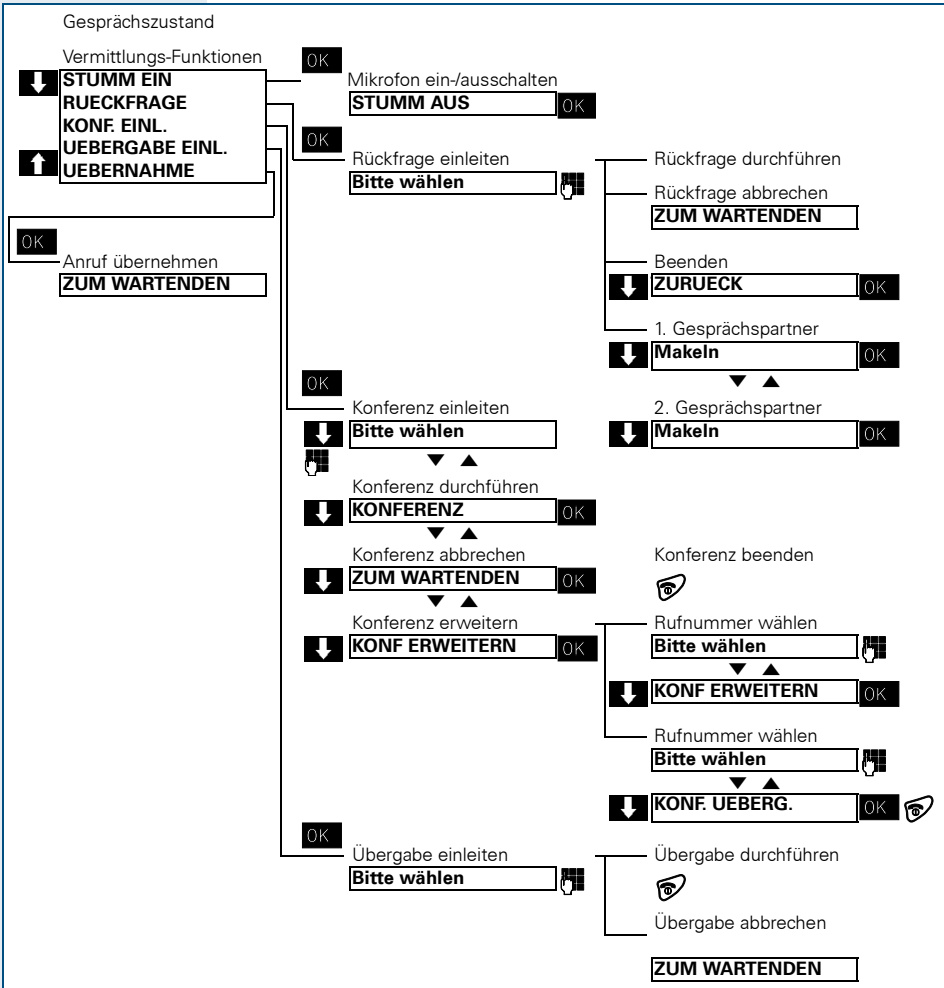 Gesprächszustand
Vermittlungs-Funktionen
STUMM EIN
RUECKFRAGE
KONF. EINL.
UEBERGABE EINL.
UEBERNAHME
OK
Anruf übernehmen
ZUM WARTENDEN
OK
Mikrofon ein-/ausschalten
STUMM AUS
OK
OK
Rückfrage einleiten
Bitte wählen
Rückfrage durchführen
Rückfrage abbrechen
ZUM WARTENDEN
Beenden
ZURUECK
OK
1. Gesprächspartner
Makeln
OK
2. Gesprächspartner
Makeln
OK
OK
Konferenz einleiten
Bitte wählen
Konferenz durchführen
KONFERENZ
OK
Konferenz abbrechen
ZUM WARTENDEN
OK
Konferenz beenden
Konferenz erweitern
KONF ERWEITERN
OK
Rufnummer wählen
Bitte wählen
KONF ERWEITERN
OK
Rufnummer wählen
Bitte wählen
KONF. UEBERG.
OK
OK
Übergabe einleiten
Bitte wählen
Übergabe durchführen
Übergabe abbrechen
ZUM WARTENDEN